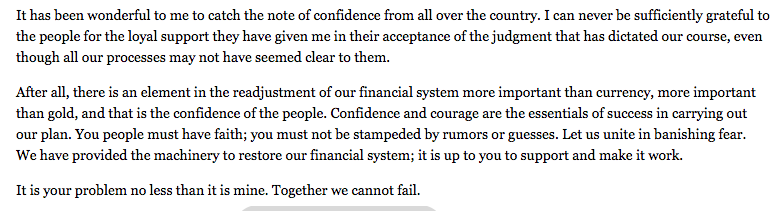 It has been wonderful to me to catch the note of confidence from all over the country. I can never be sufficiently grateful to
the people for the loyal support they have given me in their acceptance of the judgment that has dictated our course, even
though all our processes may not have seemed clear to them.
After all, there is an element in the readjustment of our financial system more important than currency, more important
than gold, and that is the confidence of the people. Confidence and courage are the essentials of success in carrying out
our plan. You people must have faith; you must not be stampeded by rumors or guesses. Let us unite in banishing fear.
We have provided the machinery to restore our financial system; it is up to you to support and make it work.
It is your problem no less than it is mine. Together we cannot fail.